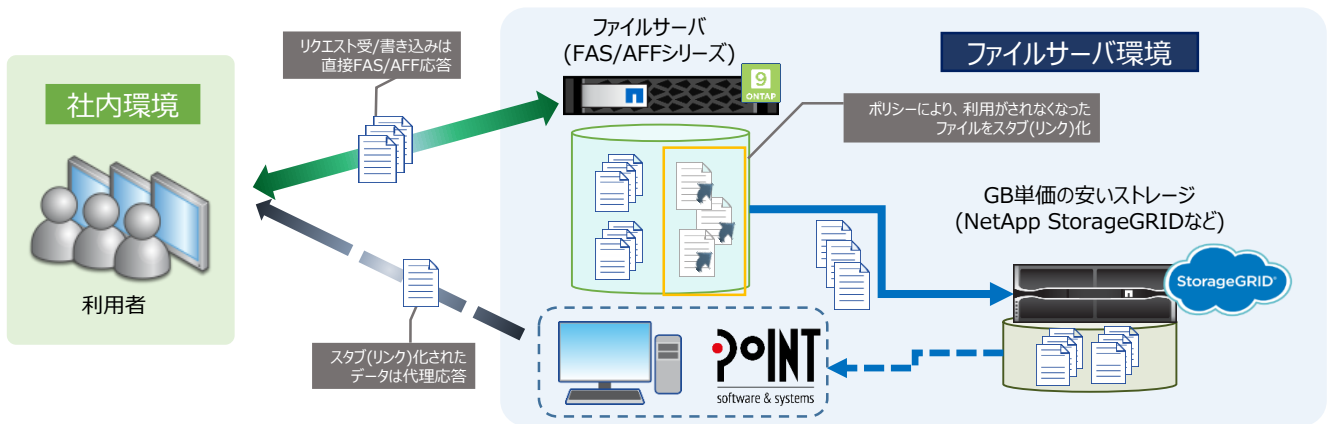 社内環境
利用者
リクエスト受/書き込みは
直接FAS/AFF応答
スタブ(リンク)化された
データは代理応答
ファイルサーバ
(FAS/AFFシリーズ)
9
ONTAP
ファイルサーバ環境
ポリシーにより、利用がされなくなった
ファイルをスタブ(リンク)化
GB単価の安いストレージ
(NetApp StorageGRIDなど)
StorageGRID®
POINT
software & systems